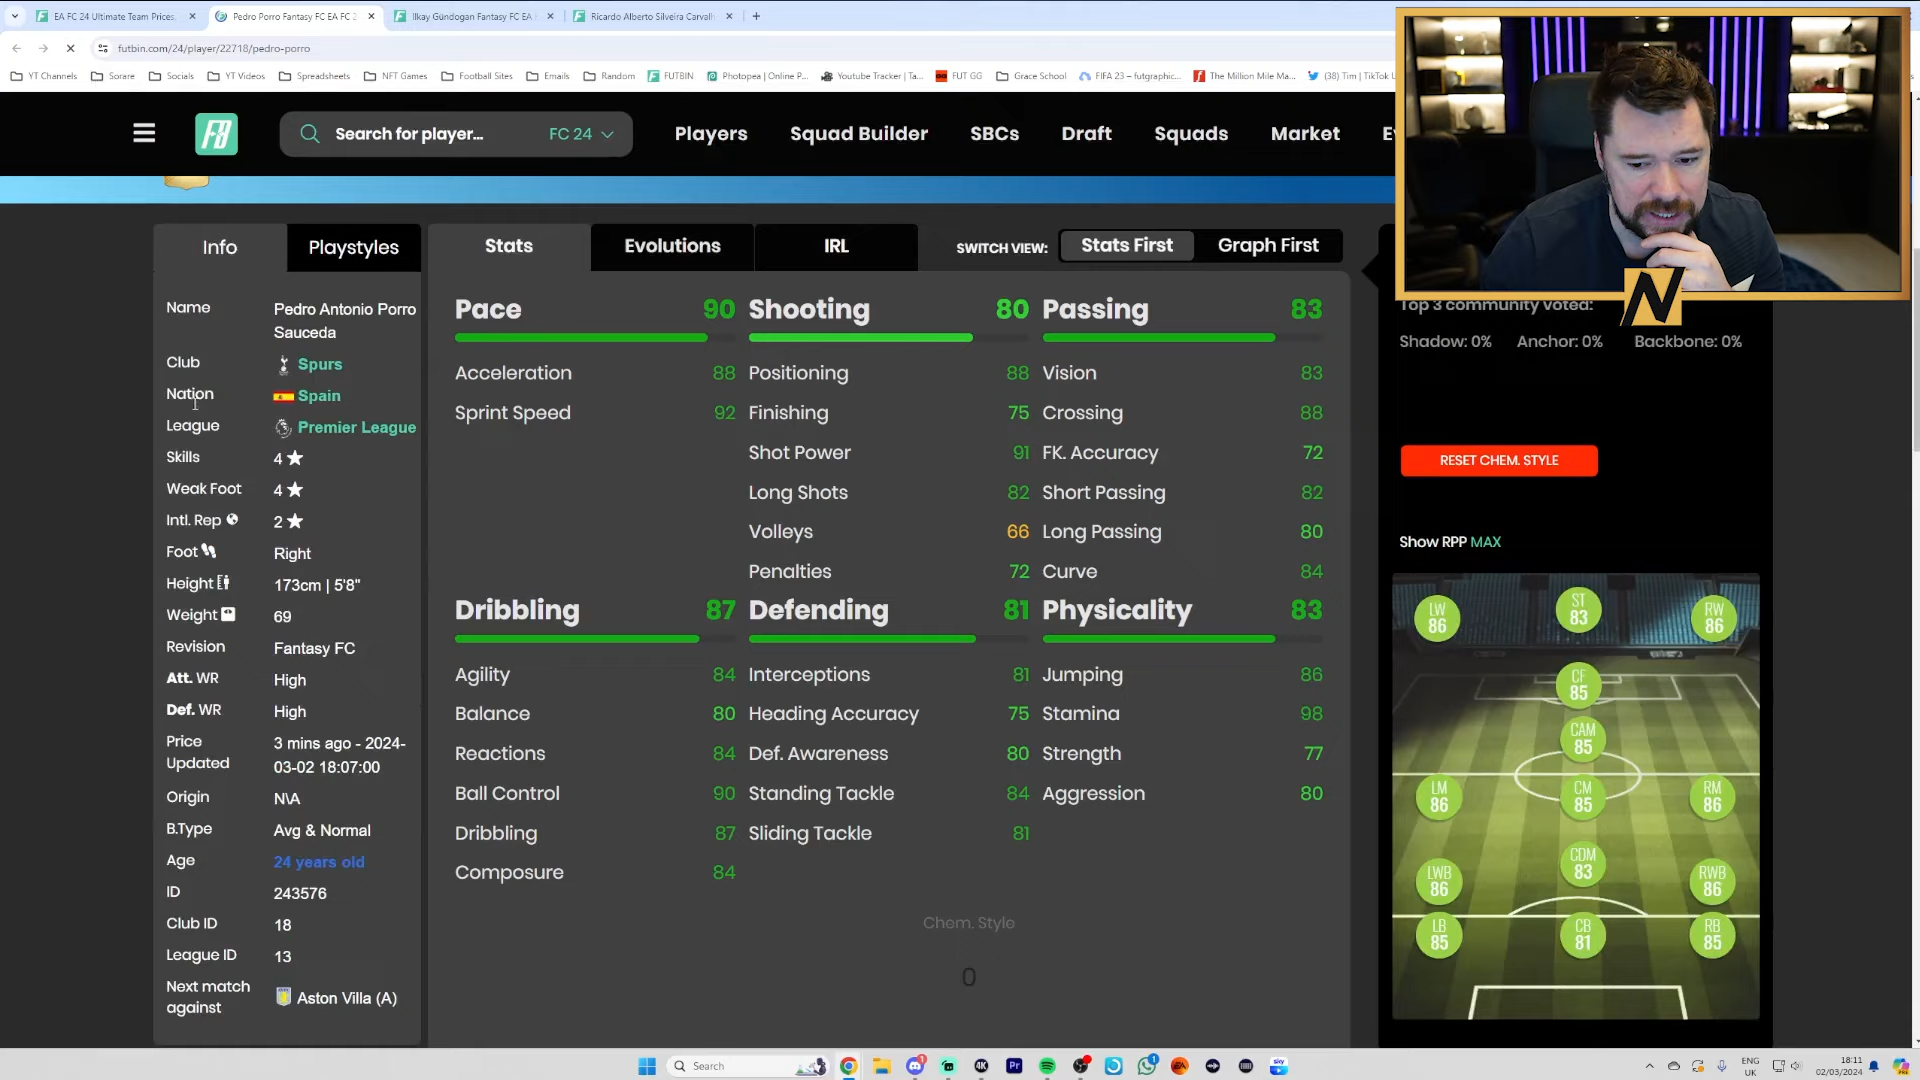 EA FC 24 Ultimate Team Prices,
Pedro Porro Fantasy FC EA FC 2
Ilkay Gündogan Fantasy FC EA
Ricardo Alberto Silveira Carvalh
futbin.com/24/player/22718/pedro-porro
YT Channels
Sorare
Socials
YT Videos
Spreadsheets
NFT Games
Football Sites
Emails
Random
FUTBIN
Photopea | Online P...
Youtube Tracker | Ta...
FUT GG
Grace School
FIFA 23 – futgraphic...
The Million Mile Ma...
(38) Tim | TikTok
Search for player...
FC 24
Players
Squad Builder
SBCs
Draft
Squads
Market
Info
Playstyles
Stats
Evolutions
IRL
SWITCH VIEW:
Stats First
Graph First
Name Pedro Antonio Porro
Sauceda
Club Spurs
Nation Spain
League Premier League
Skills 4
Weak Foot 4
Intl. Rep 2
Foot Right
Height 173cm | 5'8"
Weight 69
Revision Fantasy FC
Att. WR High
Def. WR High
Price Updated 3 mins ago - 2024-
03-02 18:07:00
Origin N\A
B.Type Avg & Normal
Age 24 years old
ID 243576
Club ID 18
League ID 13
Next match against Aston Villa (A)
Pace 90
Acceleration 88
Sprint Speed 92
Shooting 80
Positioning 88
Finishing 75
Shot Power 91
Long Shots 82
Volleys 66
Penalties 72
Passing 83
Vision 83
Crossing 88
FK. Accuracy 72
Short Passing 82
Long Passing 80
Curve 84
Dribbling 87
Agility 84
Balance 80
Reactions 84
Ball Control 90
Dribbling 87
Composure 84
Defending 81
Interceptions 81
Heading Accuracy 75
Def. Awareness 80
Standing Tackle 84
Sliding Tackle 81
Physicality 83
Jumping 86
Stamina 98
Strength 77
Aggression 80
Chem. Style
0
Top 3 community voted:
Shadow: 0% Anchor: 0% Backbone: 0%
RESET CHEM. STYLE
Show RPP MAX
LW
86
ST
83
RW
86
CF
85
CAM
85
LM
86
CM
85
RM
86
CDM
83
LWB
86
RWB
86
LB
85
CB
81
RB
85
N
Search
ENG
UK
18:11
02/03/2024